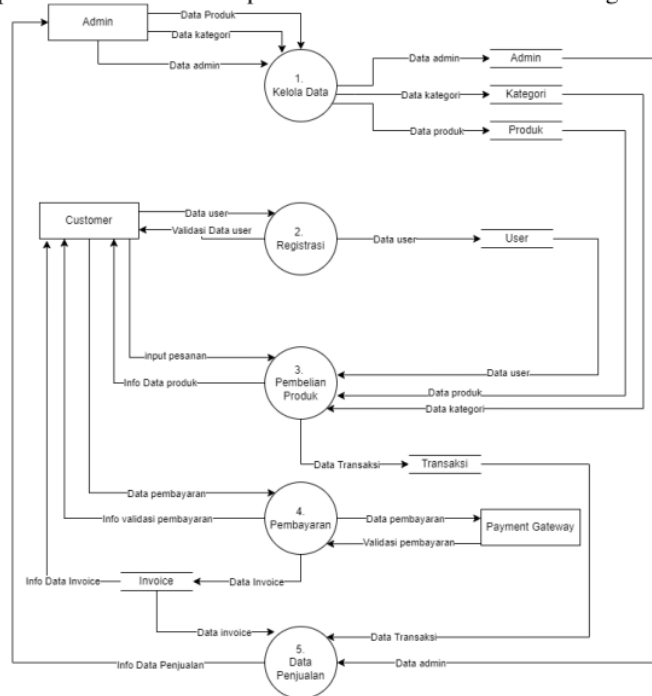 Admin
Data Produk
Data kategori
Data admin
1.
Kelola Data
Data admin
Admin
Data kategori
Kategori
Data produk
Produk
Customer
Data user
Validasi Data user
2.
Registrasi
Data user
User
input pesanan
Info Data produk
3.
Pembelian
Produk
Data user
Data produk
Data kategori
Data Transaksi
Transaksi
Data pembayaran
Info validasi pembayaran
4.
Pembayaran
Data pembayaran
Validasi pembayaran
Payment Gateway
Info Data Invoice
Invoice
Data Invoice
Data invoice
Info Data Penjualan
5.
Data
Penjualan
Data Transaksi
Data admin